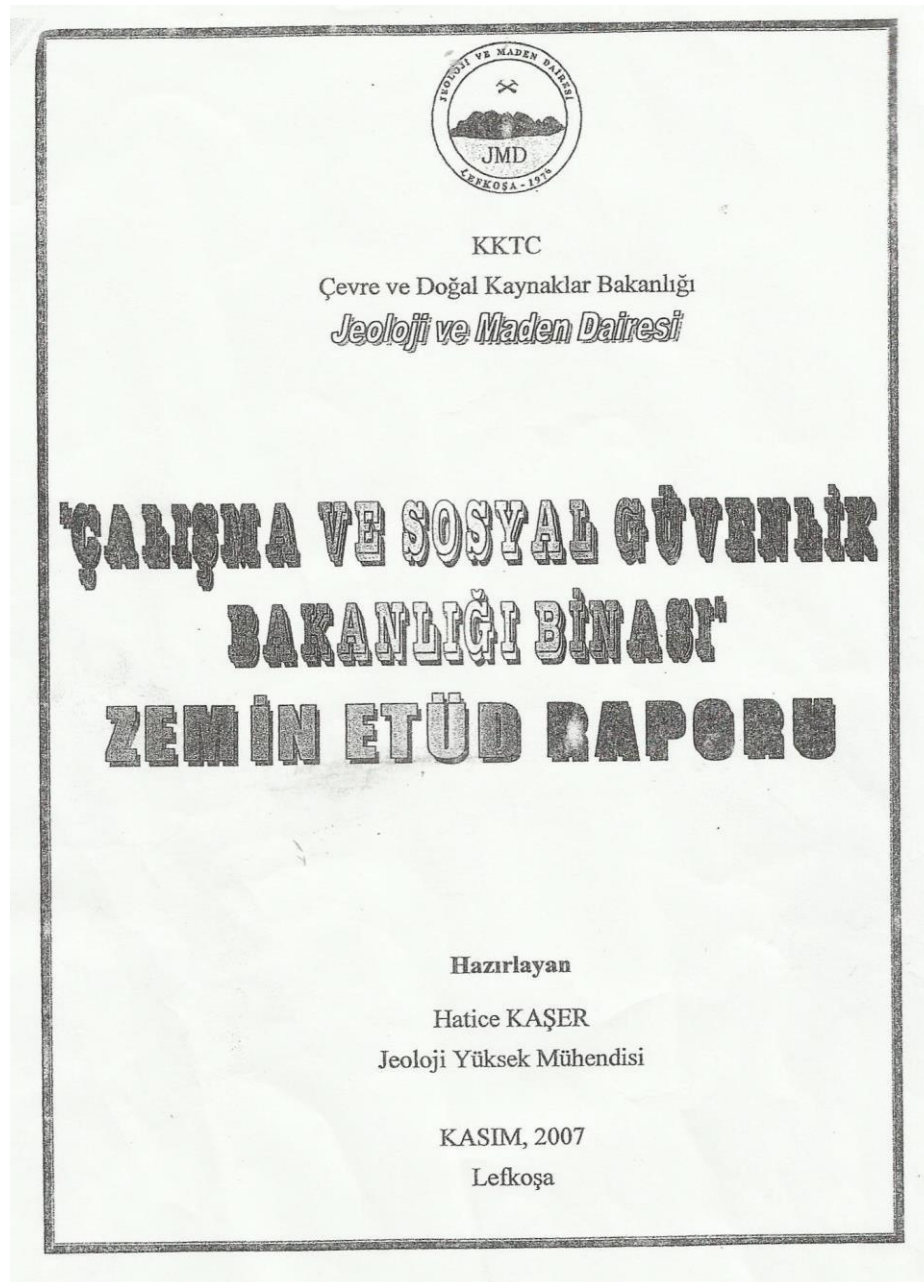 JEOLOJİ VE MADEN DAİRESİ
JMD
LEFKOŞA - 1976
KKTC
Çevre ve Doğal Kaynaklar Bakanlığı
Jeoloji ve Maden Dairesi
"ÇALIŞMA VE SOSYAL GÜVENLİK
BAKANLIĞI BİNASI"
ZEMİN ETÜD RAPORU
Hazırlayan
Hatice KAŞER
Jeoloji Yüksek Mühendisi
KASIM, 2007
Lefkoşa